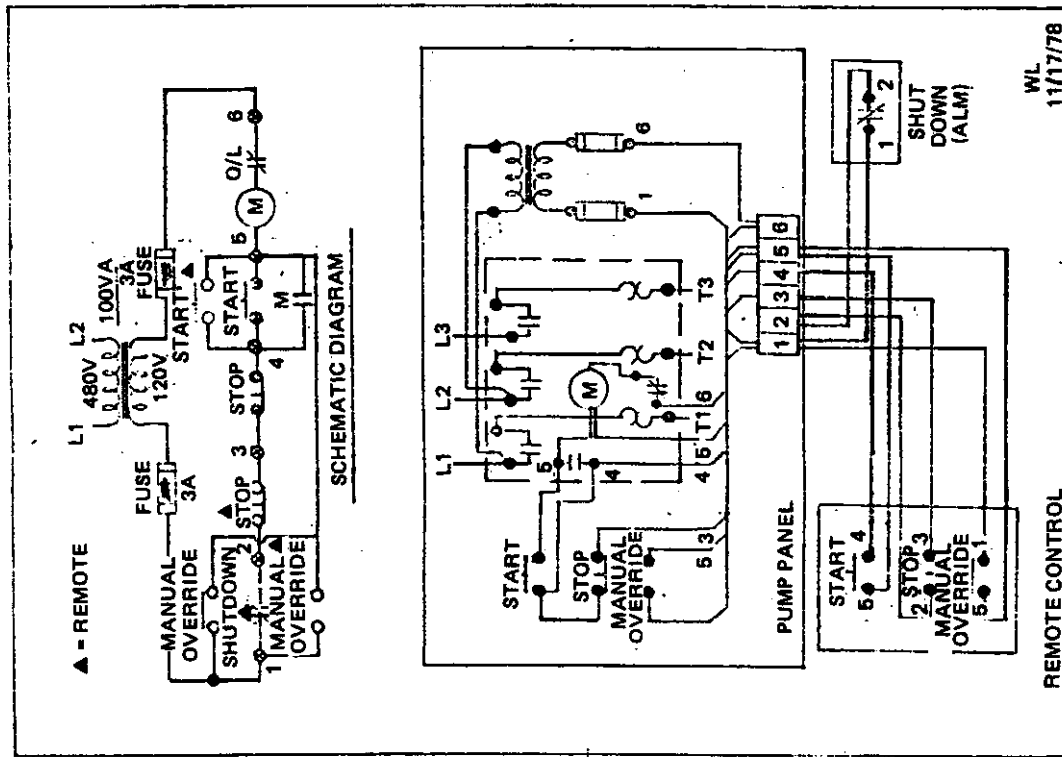 ▲ = REMOTE
L1
480V
L2
120V
100VA
3A
FUSE
FUSE
3A
MANUAL
OVERRIDE
SHUTDOWN
▲
1
MANUAL ▲
OVERRIDE
2
▲
STOP
3
STOP
4
START ▲
START
M
5
M
O/L
6
SCHEMATIC DIAGRAM
L1
L2
L3
5
4
M
T1
T2
T3
6
5
4
1
6
START
STOP
MANUAL
OVERRIDE
5
3
1 2 3 4 5 6
PUMP PANEL
START
5
4
STOP
2
3
MANUAL
OVERRIDE
5
1
REMOTE CONTROL
1
2
SHUT
DOWN
(ALM)
WL
11/17/78